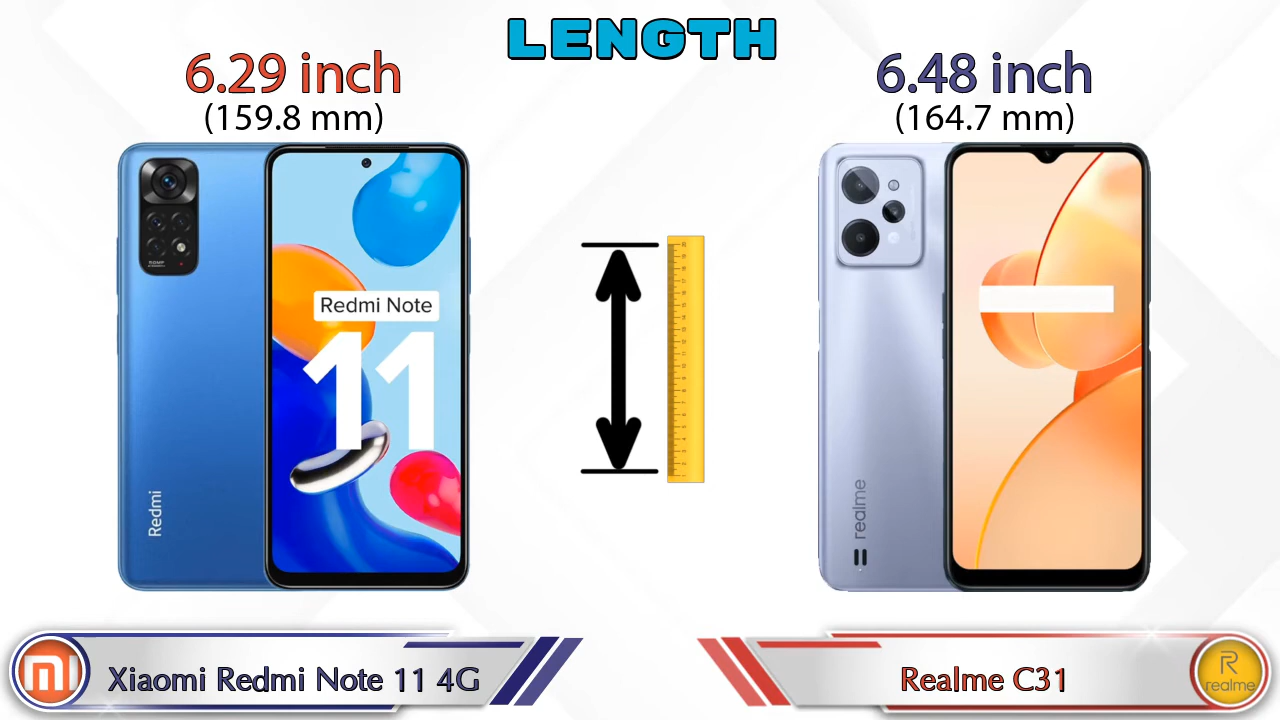 LENGTH
6.29 inch
(159.8 mm)
6.48 inch
(164.7 mm)
Redmi Note
11
Redmi
realme
Xiaomi Redmi Note 11 4G
Realme C31
R
realme